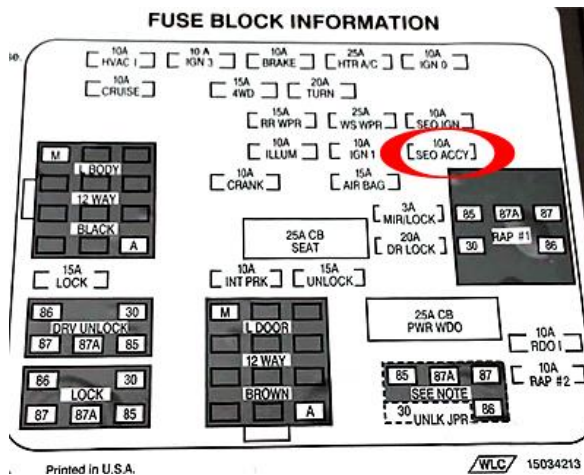 FUSE BLOCK INFORMATION
se.
10A
HVAC I
10 A
IGN 3
10A
BRAKE
25A
HTR A/C
10A
IGN 0
10A
CRUISE
15A
4WD
20A
TURN
15A
RR WPR
25A
WS WPR
10A
SEO IGN
10A
ILLUM
10A
IGN 1
10A
SEO ACCY
10A
CRANK
15A
AIR BAG
M
L BODY
12 WAY
BLACK
A
3A
MIR/LOCK
20A
DR LOCK
85 87A 87
RAP #1
30 86
25A CB
SEAT
15A
LOCK
10A
INT PRK
15A
UNLOCK
86 30
DRV UNLOCK
87 87A 85
M
L DOOR
12 WAY
BROWN
A
25A CB
PWR WDO
10A
RDO I
10A
RAP #2
86 30
LOCK
87 87A 85
85 87A 87
SEE NOTE
30 86
UNLK JPR
Printed in U.S.A.
WLC 15034213